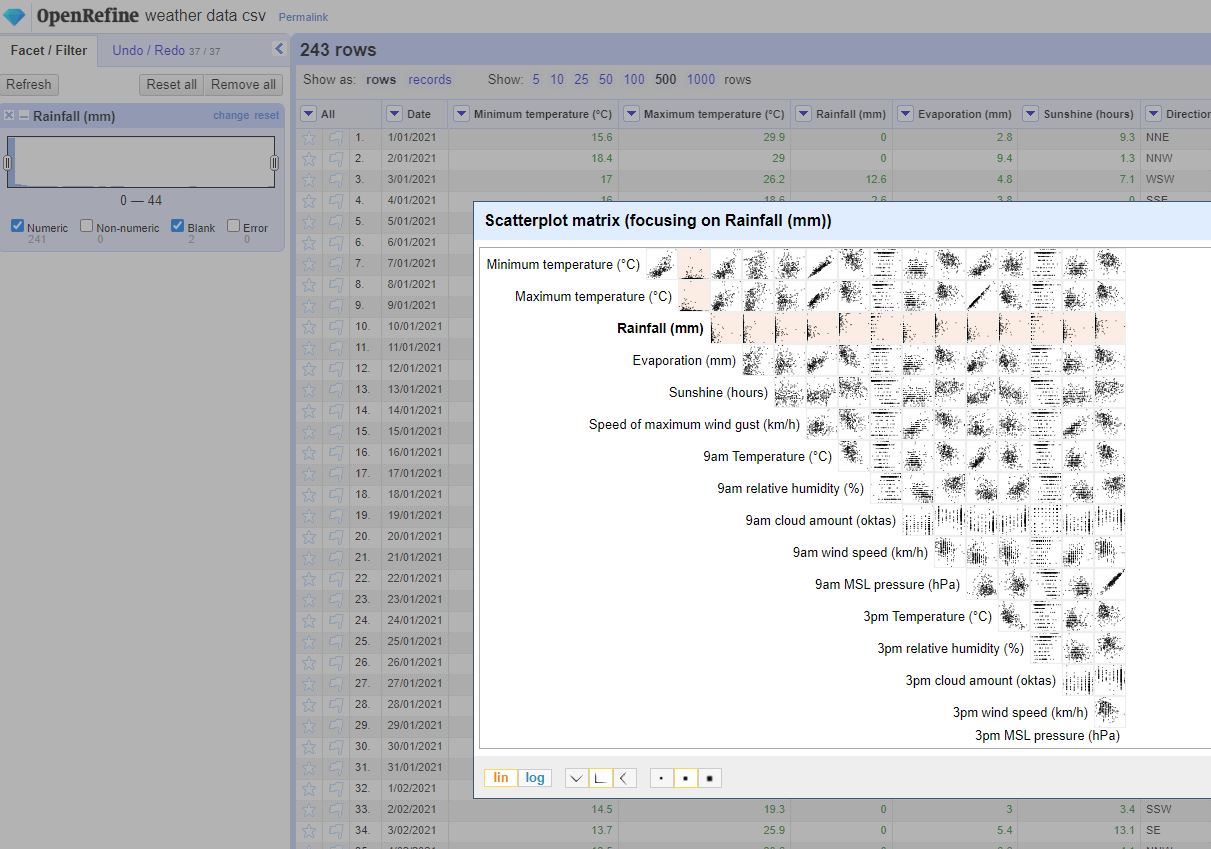 OpenRefine weather data csv Permalink
Facet / Filter Undo / Redo 37 / 37
Refresh Reset all Remove all
Rainfall (mm) change reset
0 — 44
Numeric 241 Non-numeric 0 Blank 2 Error 0
243 rows
Show as: rows records Show: 5 10 25 50 100 500 1000 rows
All Date Minimum temperature (°C) Maximum temperature (°C) Rainfall (mm) Evaporation (mm) Sunshine (hours) Direction
1. 1/01/2021 15.6 29.9 0 2.8 9.3 NNE
2. 2/01/2021 18.4 29 0 9.4 1.3 NNW
3. 3/01/2021 17 26.2 12.6 4.8 7.1 WSW
4. 4/01/2021 16 18.6 2.6 3.8 0 SSE
5. 5/01/2021
6. 6/01/2021
7. 7/01/2021
8. 8/01/2021
9. 9/01/2021
10. 10/01/2021
11. 11/01/2021
12. 12/01/2021
13. 13/01/2021
14. 14/01/2021
15. 15/01/2021
16. 16/01/2021
17. 17/01/2021
18. 18/01/2021
19. 19/01/2021
20. 20/01/2021
21. 21/01/2021
22. 22/01/2021
23. 23/01/2021
24. 24/01/2021
25. 25/01/2021
26. 26/01/2021
27. 27/01/2021
28. 28/01/2021
29. 29/01/2021
30. 30/01/2021
31. 31/01/2021
32. 1/02/2021
33. 2/02/2021 14.5 19.3 0 3 3.4 SSW
34. 3/02/2021 13.7 25.9 0 5.4 13.1 SE
Scatterplot matrix (focusing on Rainfall (mm))
Minimum temperature (°C)
Maximum temperature (°C)
Rainfall (mm)
Evaporation (mm)
Sunshine (hours)
Speed of maximum wind gust (km/h)
9am Temperature (°C)
9am relative humidity (%)
9am cloud amount (oktas)
9am wind speed (km/h)
9am MSL pressure (hPa)
3pm Temperature (°C)
3pm relative humidity (%)
3pm cloud amount (oktas)
3pm wind speed (km/h)
3pm MSL pressure (hPa)
lin log